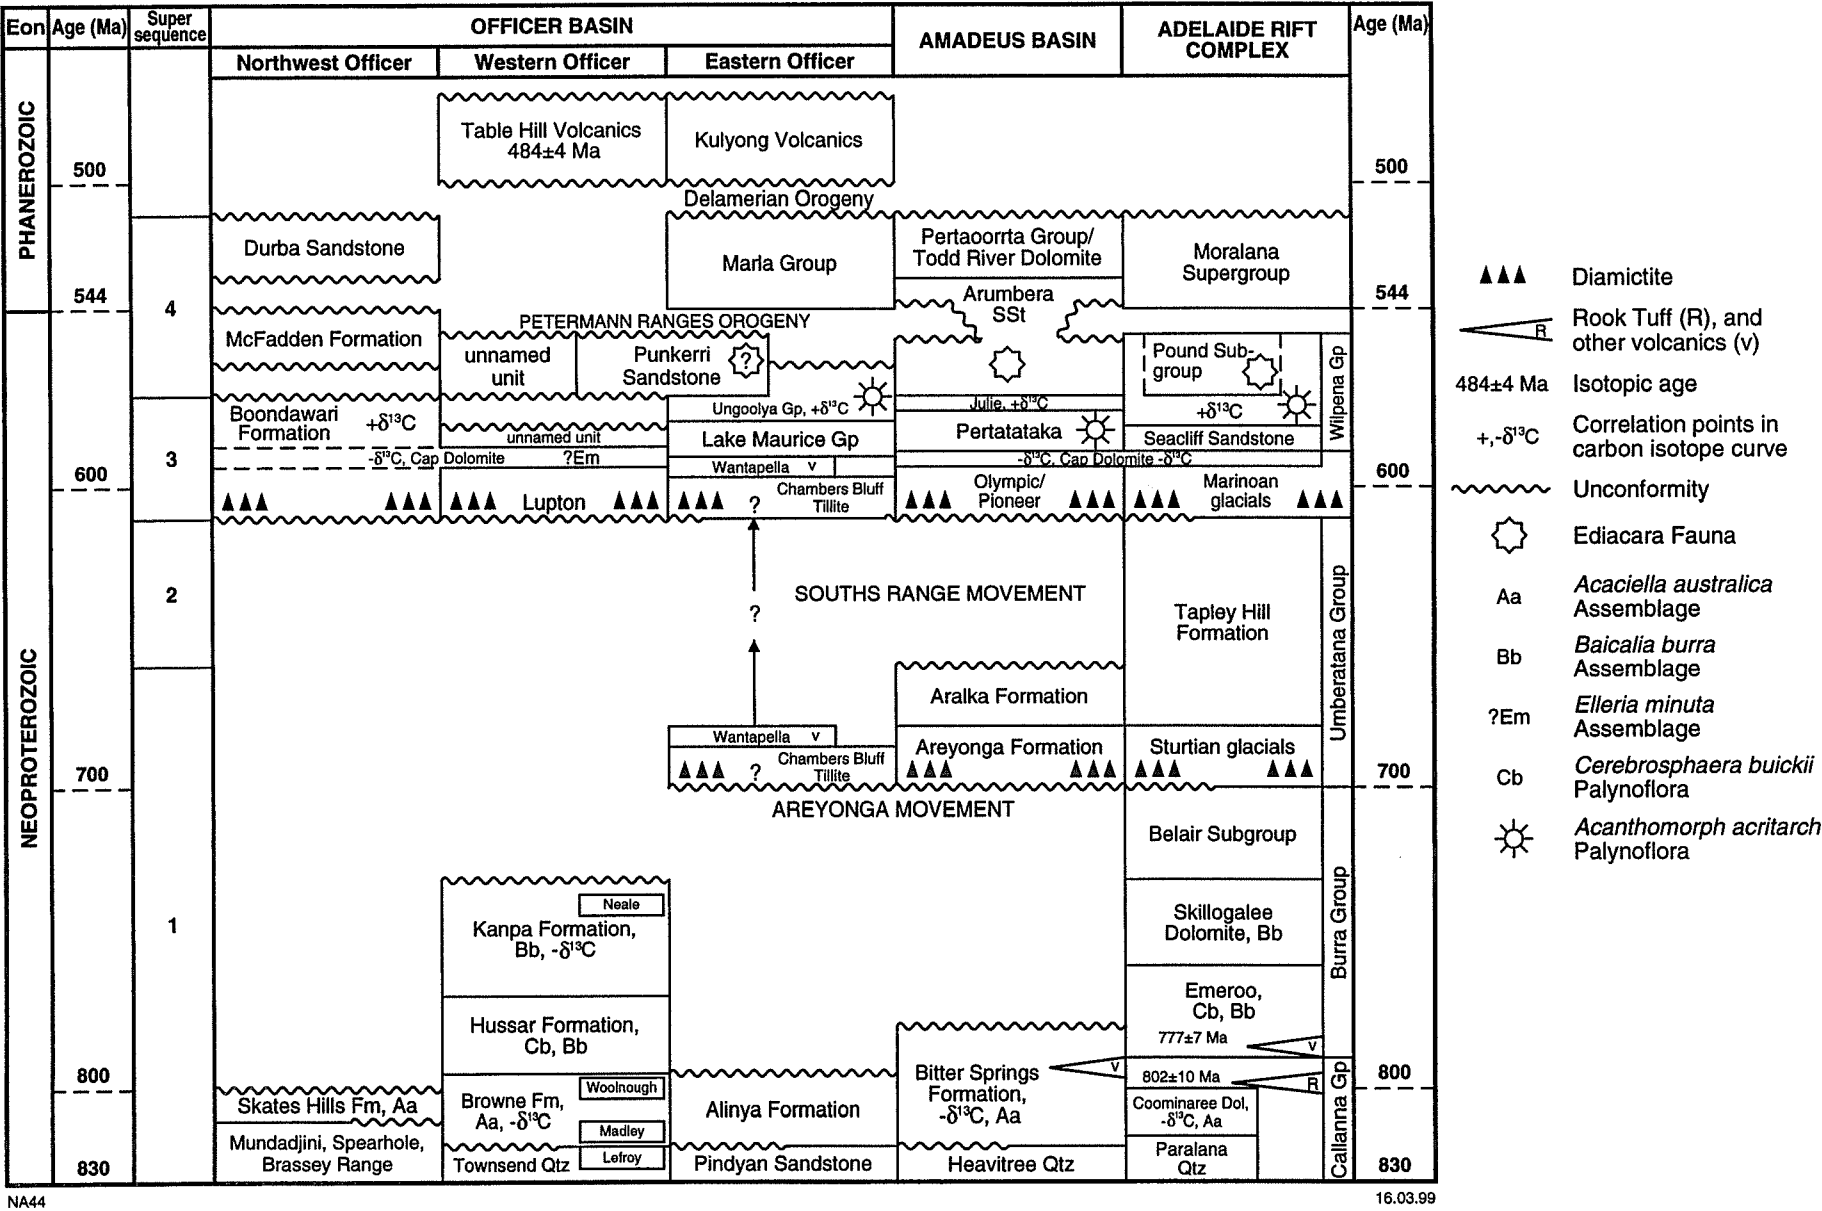 Eon
Age (Ma)
Super
sequence
OFFICER BASIN
Northwest Officer
Western Officer
Eastern Officer
AMADEUS BASIN
ADELAIDE RIFT
COMPLEX
Age (Ma)
PHANEROZOIC
NEOPROTEROZOIC
500
544
600
700
800
830
4
3
2
1
Durba Sandstone
McFadden Formation
Boondawari
Formation
+δ¹³C
-δ¹³C, Cap Dolomite
?Em
Skates Hills Fm, Aa
Mundadjini, Spearhole,
Brassey Range
Table Hill Volcanics
484±4 Ma
PETERMANN RANGES OROGENY
unnamed
unit
Punkerri
Sandstone
?
unnamed unit
Lupton
Neale
Kanpa Formation,
Bb, -δ¹³C
Hussar Formation,
Cb, Bb
Woolnough
Browne Fm,
Aa, -δ¹³C
Madley
Townsend Qtz
Lefroy
Kulyong Volcanics
Delamerian Orogeny
Marla Group
Ungoolya Gp, +δ¹³C
Lake Maurice Gp
Wantapella v
Chambers Bluff
Tillite
?
?
SOUTHS RANGE MOVEMENT
Wantapella v
Chambers Bluff
Tillite
?
AREYONGA MOVEMENT
Alinya Formation
Pindyan Sandstone
Pertaoorrta Group/
Todd River Dolomite
Arumbera
SSt
Julie, +δ¹³C
Pertatataka
-δ¹³C, Cap Dolomite -δ¹³C
Olympic/
Pioneer
Aralka Formation
Areyonga Formation
Bitter Springs
Formation,
-δ¹³C, Aa
v
Heavitree Qtz
Moralana
Supergroup
Pound Sub-
group
+δ¹³C
Seacliff Sandstone
Marinoan
glacials
Tapley Hill
Formation
Sturtian glacials
Belair Subgroup
Skillogalee
Dolomite, Bb
Emeroo,
Cb, Bb
777±7 Ma
v
802±10 Ma
R
Coominaree Dol,
-δ¹³C, Aa
Paralana
Qtz
Wilpena Gp
Umberatana Group
Burra Group
Callanna Gp
500
544
600
700
800
830
Diamictite
R
Rook Tuff (R), and
other volcanics (v)
484±4 Ma
Isotopic age
+,-δ¹³C
Correlation points in
carbon isotope curve
Unconformity
Ediacara Fauna
Aa
Acaciella australica
Assemblage
Bb
Baicalia burra
Assemblage
?Em
Elleria minuta
Assemblage
Cb
Cerebrosphaera buickii
Palynoflora
Acanthomorph acritarch
Palynoflora
NA44
16.03.99